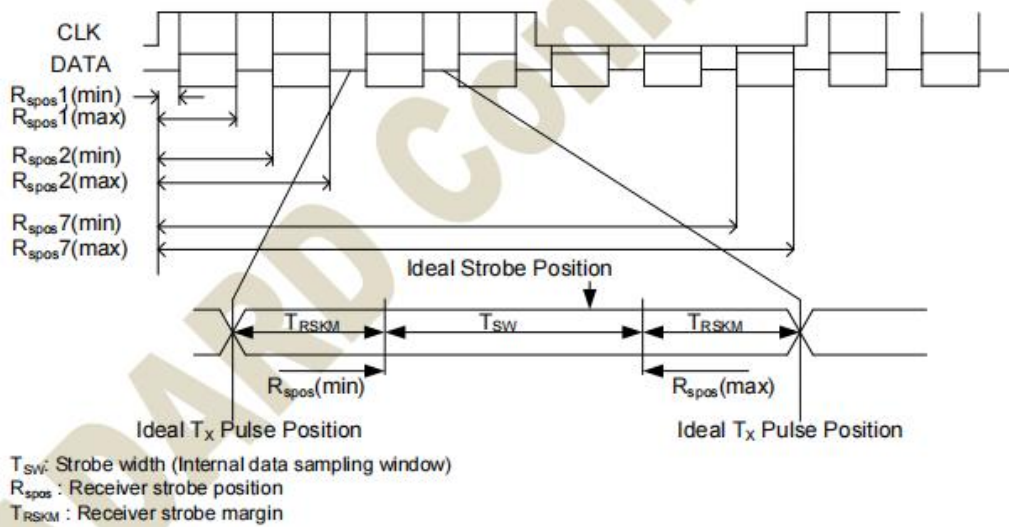 CLK
DATA
Rspos1(min)
Rspos1(max)
Rspos2(min)
Rspos2(max)
Rspos7(min)
Rspos7(max)
Ideal Strobe Position
TRSKM TSW TRSKM
Rspos(min) Rspos(max)
Ideal TX Pulse Position Ideal TX Pulse Position
TSW: Strobe width (Internal data sampling window)
Rspos : Receiver strobe position
TRSKM : Receiver strobe margin